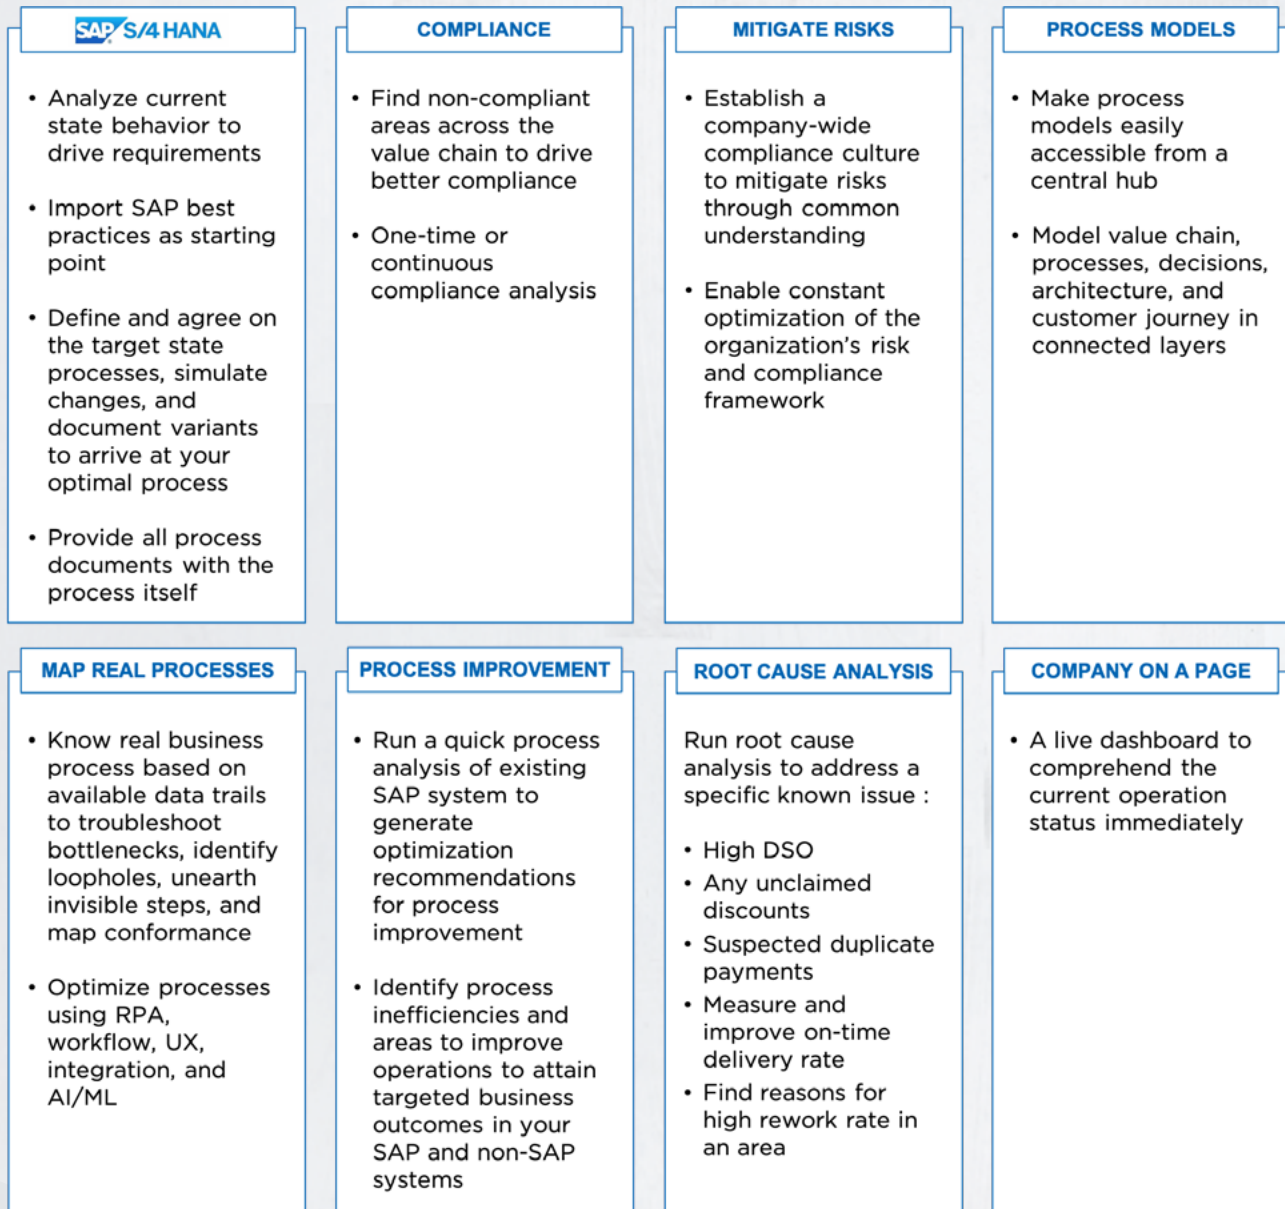 SAP S/4HANA
• Analyze current
state behavior to
drive requirements
• Import SAP best
practices as starting
point
• Define and agree on
the target state
processes, simulate
changes, and
document variants
to arrive at your
optimal process
• Provide all process
documents with the
process itself
COMPLIANCE
• Find non-compliant
areas across the
value chain to drive
better compliance
• One-time or
continuous
compliance analysis
MITIGATE RISKS
• Establish a
company-wide
compliance culture
to mitigate risks
through common
understanding
• Enable constant
optimization of the
organization’s risk
and compliance
framework
PROCESS MODELS
• Make process
models easily
accessible from a
central hub
• Model value chain,
processes, decisions,
architecture, and
customer journey in
connected layers
MAP REAL PROCESSES
• Know real business
process based on
available data trails
to troubleshoot
bottlenecks, identify
loopholes, unearth
invisible steps, and
map conformance
• Optimize processes
using RPA,
workflow, UX,
integration, and
AI/ML
PROCESS IMPROVEMENT
• Run a quick process
analysis of existing
SAP system to
generate
optimization
recommendations
for process
improvement
• Identify process
inefficiencies and
areas to improve
operations to attain
targeted business
outcomes in your
SAP and non-SAP
systems
ROOT CAUSE ANALYSIS
Run root cause
analysis to address a
specific known issue :
• High DSO
• Any unclaimed
discounts
• Suspected duplicate
payments
• Measure and
improve on-time
delivery rate
• Find reasons for
high rework rate in
an area
COMPANY ON A PAGE
• A live dashboard to
comprehend the
current operation
status immediately